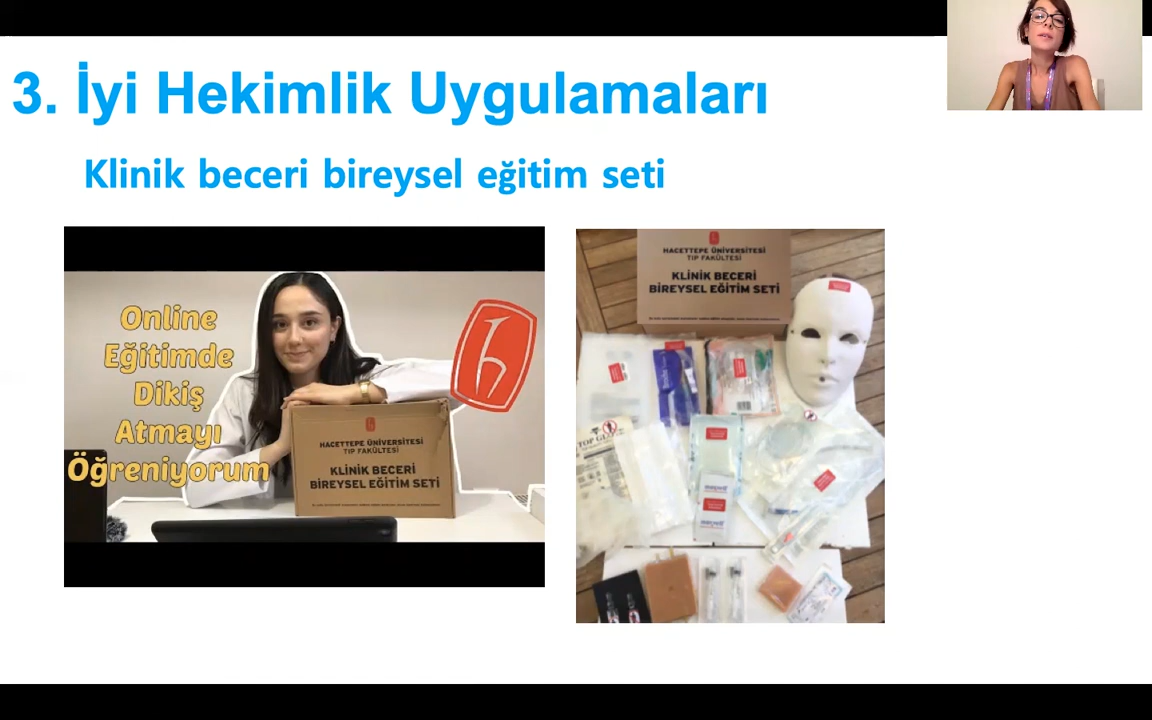 3. İyi Hekimlik Uygulamaları
Klinik beceri bireysel eğitim seti
Online
Eğitimde
Dikiş
Atmayı
Öğreniyorum
HACETTEPE ÜNİVERSİTESİ
TIP FAKÜLTESİ
KLİNİK BECERİ
BİREYSEL EĞİTİM SETİ
HACETTEPE ÜNİVERSİTESİ
TIP FAKÜLTESİ
KLİNİK BECERİ
BİREYSEL EĞİTİM SETİ